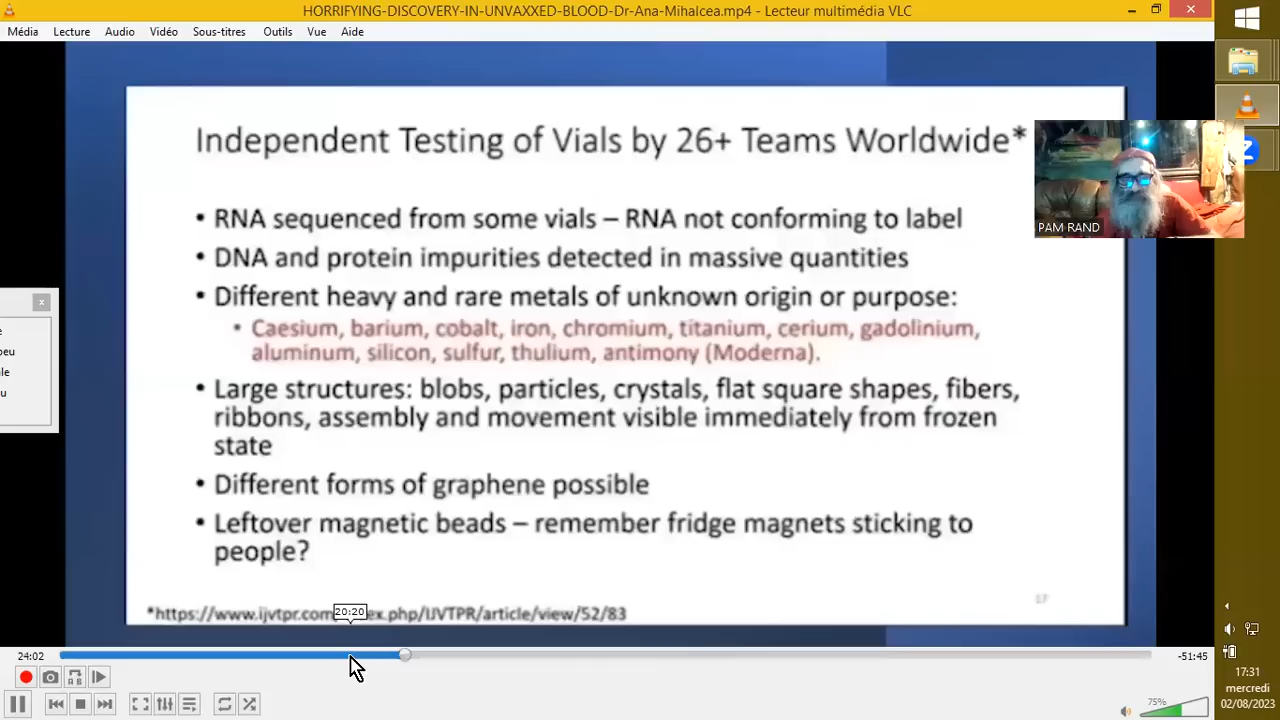 HORRIFYING-DISCOVERY-IN-UNVAXXED-BLOOD-Dr-Ana-Mihalcea.mp4 - Lecteur multimédia VLC
Média Lecture Audio Vidéo Sous-titres Outils Vue Aide
Independent Testing of Vials by 26+ Teams Worldwide*
PAM RAND
• RNA sequenced from some vials – RNA not conforming to label
• DNA and protein impurities detected in massive quantities
• Different heavy and rare metals of unknown origin or purpose:
• Caesium, barium, cobalt, iron, chromium, titanium, cerium, gadolinium,
aluminum, silicon, sulfur, thulium, antimony (Moderna).
• Large structures: blobs, particles, crystals, flat square shapes, fibers,
ribbons, assembly and movement visible immediately from frozen
state
• Different forms of graphene possible
• Leftover magnetic beads – remember fridge magnets sticking to
people?
17
*https://www.ijvtpr.com ex.php/IJVTPR/article/view/52/83
20:20
24:02
-51:45
75%
17:31
mercredi
02/08/2023